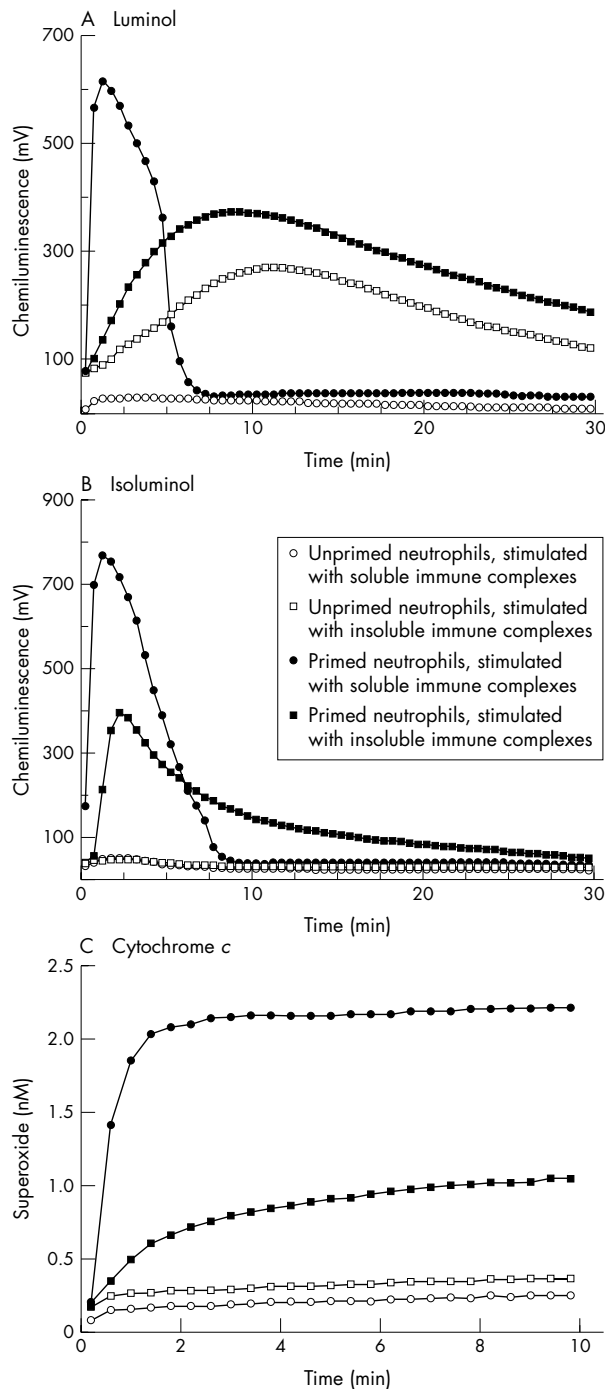 A Luminol
700
500
300
100
0
Chemiluminescence (mV)
0 10 20 30
Time (min)
B Isoluminol
900
700
500
300
100
0
Chemiluminescence (mV)
Unprimed neutrophils, stimulated
with soluble immune complexes
Unprimed neutrophils, stimulated
with insoluble immune complexes
Primed neutrophils, stimulated
with soluble immune complexes
Primed neutrophils, stimulated
with insoluble immune complexes
0 10 20 30
Time (min)
C Cytochrome c
2.5
2.0
1.5
1.0
0.5
0
Superoxide (nM)
0 2 4 6 8 10
Time (min)